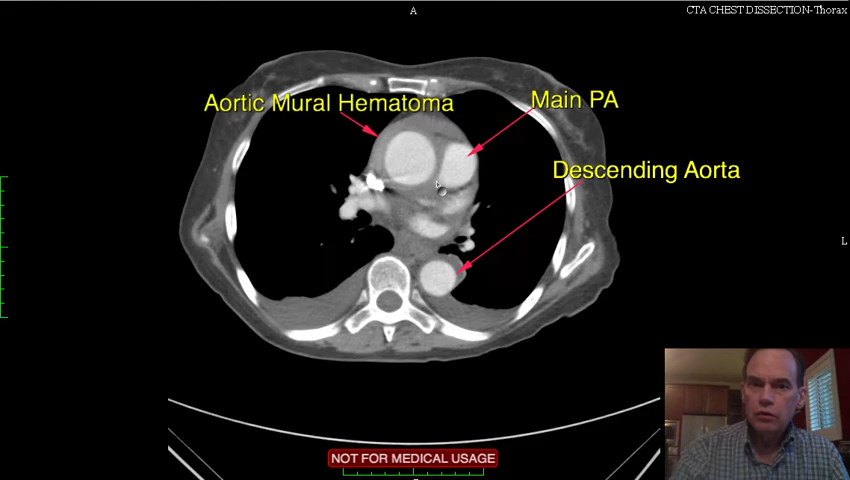 A
CTA CHEST DISSECTION-Thorax
Aortic Mural Hematoma
Main PA
Descending Aorta
L
NOT FOR MEDICAL USAGE